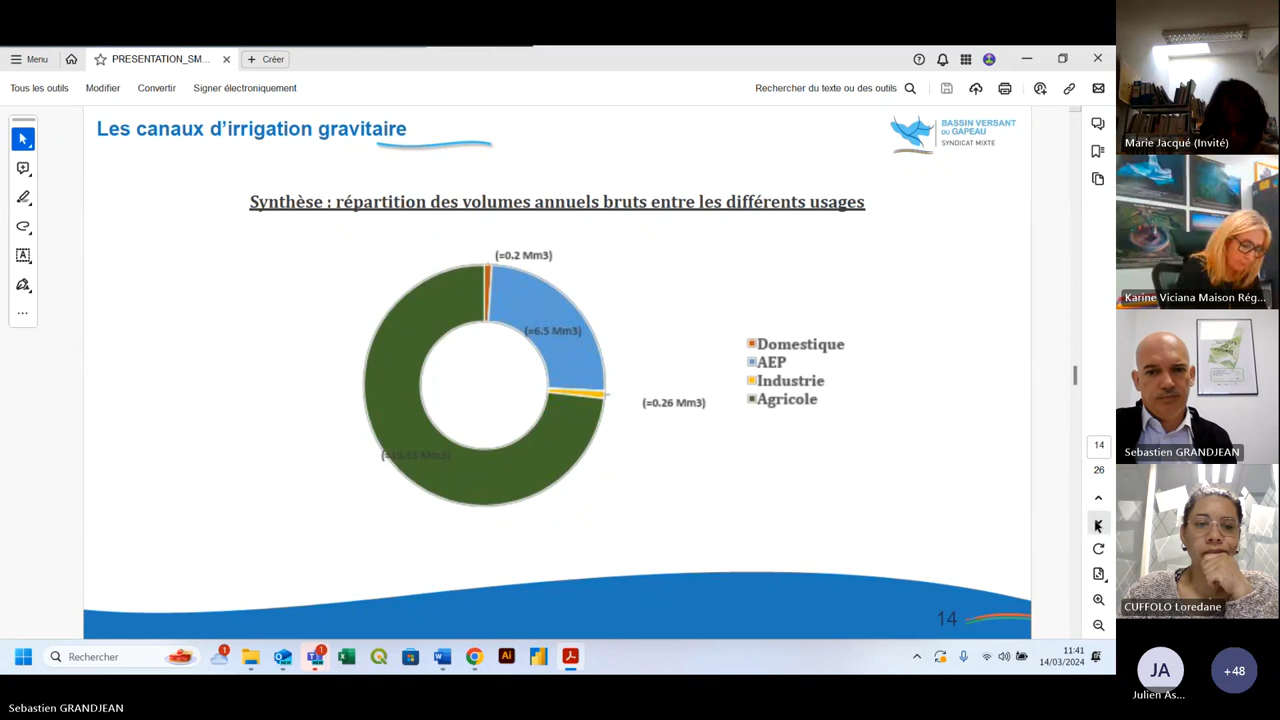 Menu
PRESENTATION_SM...
Créer
Tous les outils
Modifier
Convertir
Signer électroniquement
Rechercher du texte ou des outils
Les canaux d'irrigation gravitaire
BASSIN VERSANT
DU GAPEAU
SYNDICAT MIXTE
Synthèse : répartition des volumes annuels bruts entre les différents usages
(=0.2 Mm3)
(=6.5 Mm3)
(=0.26 Mm3)
Mm3)
Domestique
AEP
Industrie
Agricole
14
26
14
Rechercher
11:41
14/03/2024
Marie Jacqué (Invité)
Karine Viciana Maison Rég...
Sebastien GRANDJEAN
CUFFOLO Loredane
JA
Julien As...
+48
Sebastien GRANDJEAN